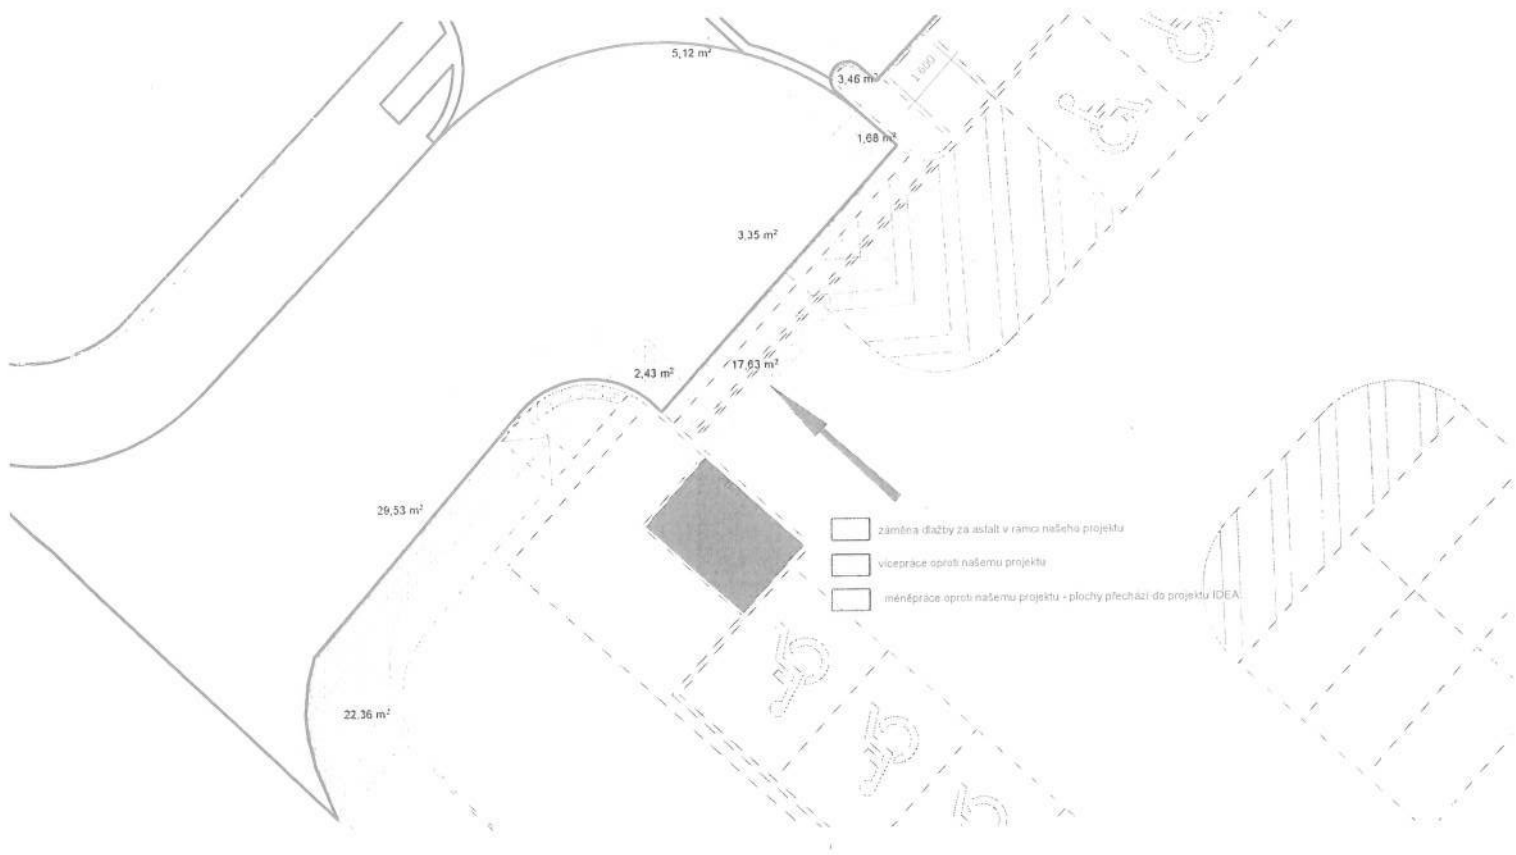 5,12 m²
3,46 m²
1.600
1,68 m²
3,35 m²
2,43 m²
17,63 m²
29,53 m²
záměna dlažby za asfalt v rámci našeho projektu
vícepráce oproti našemu projektu
méněpráce oproti našemu projektu - plochy přechází do projektu IDEA
22,36 m²